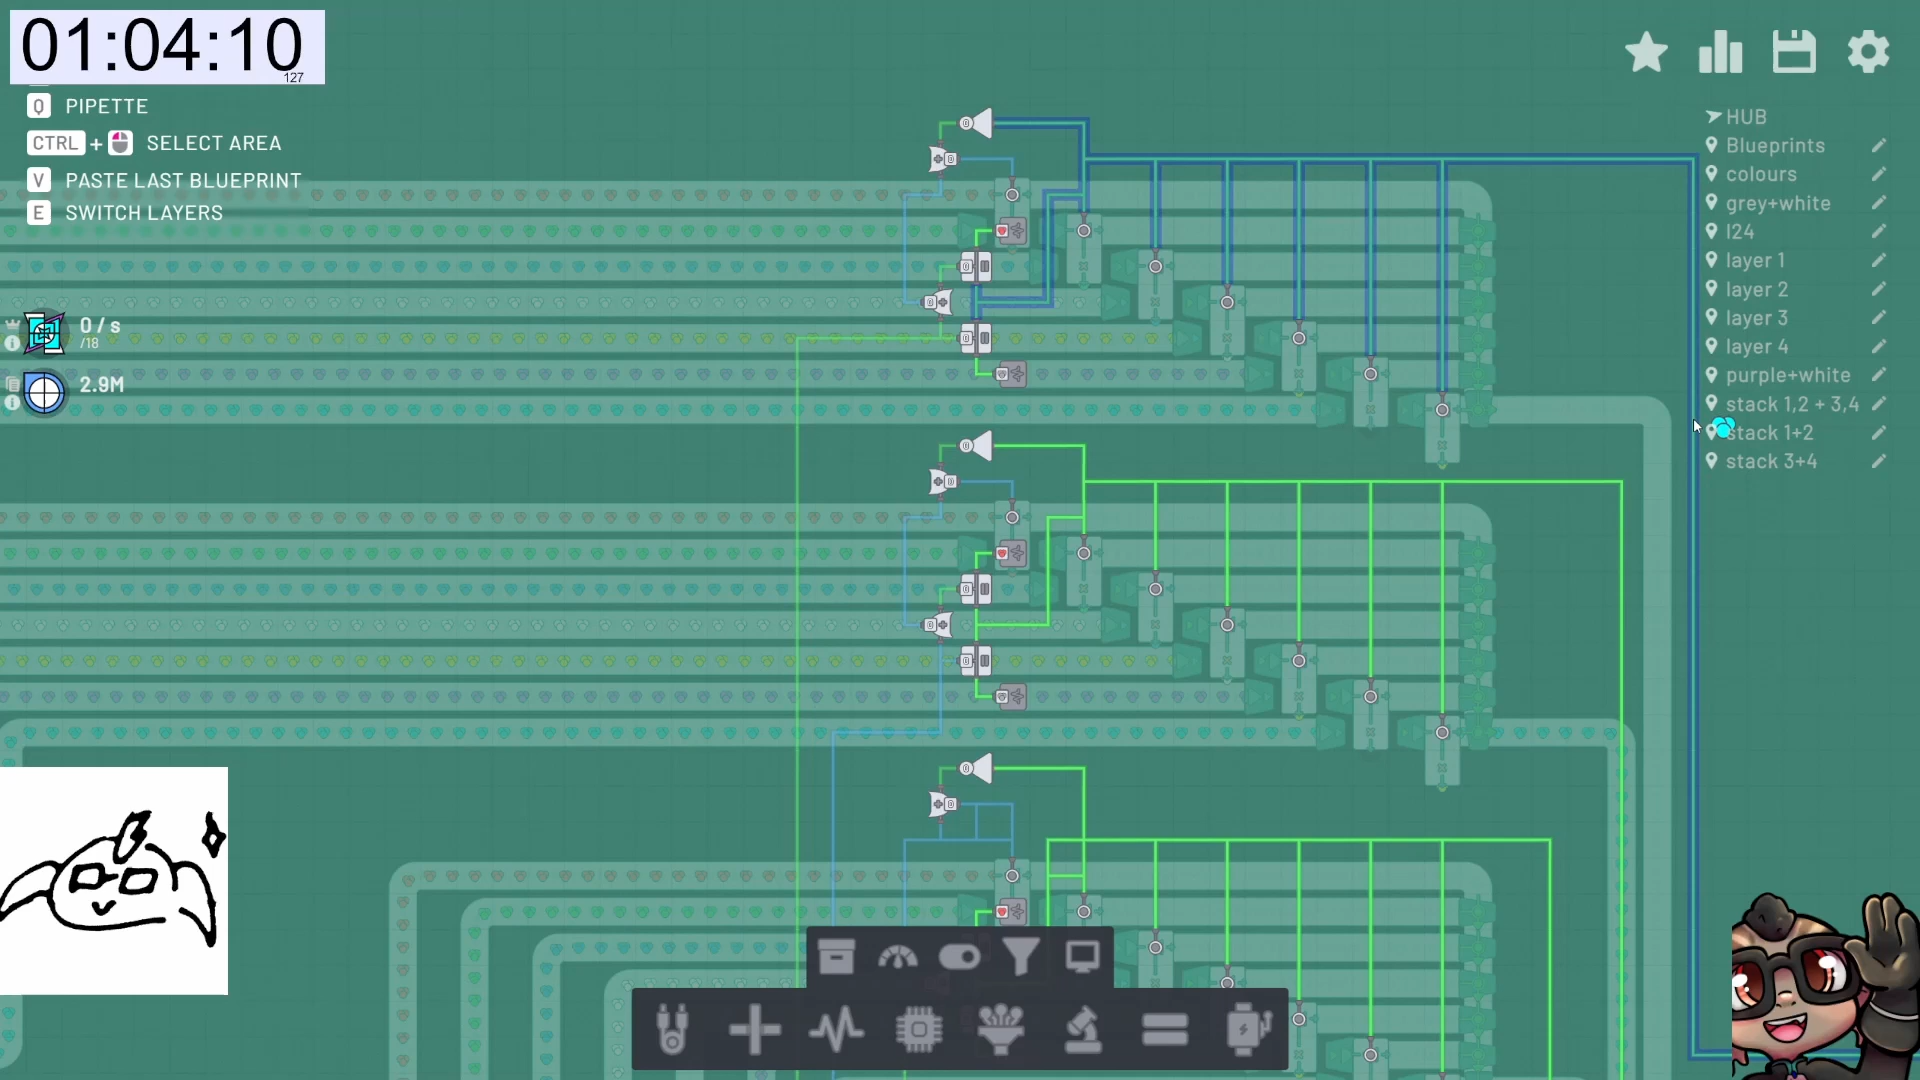 01:04:10
127
Q PIPETTE
CTRL + SELECT AREA
V PASTE LAST BLUEPRINT
E SWITCH LAYERS
0 / s
/18
2.9M
HUB
Blueprints
colours
grey+white
l24
layer 1
layer 2
layer 3
layer 4
purple+white
stack 1,2 + 3,4
stack 1+2
stack 3+4